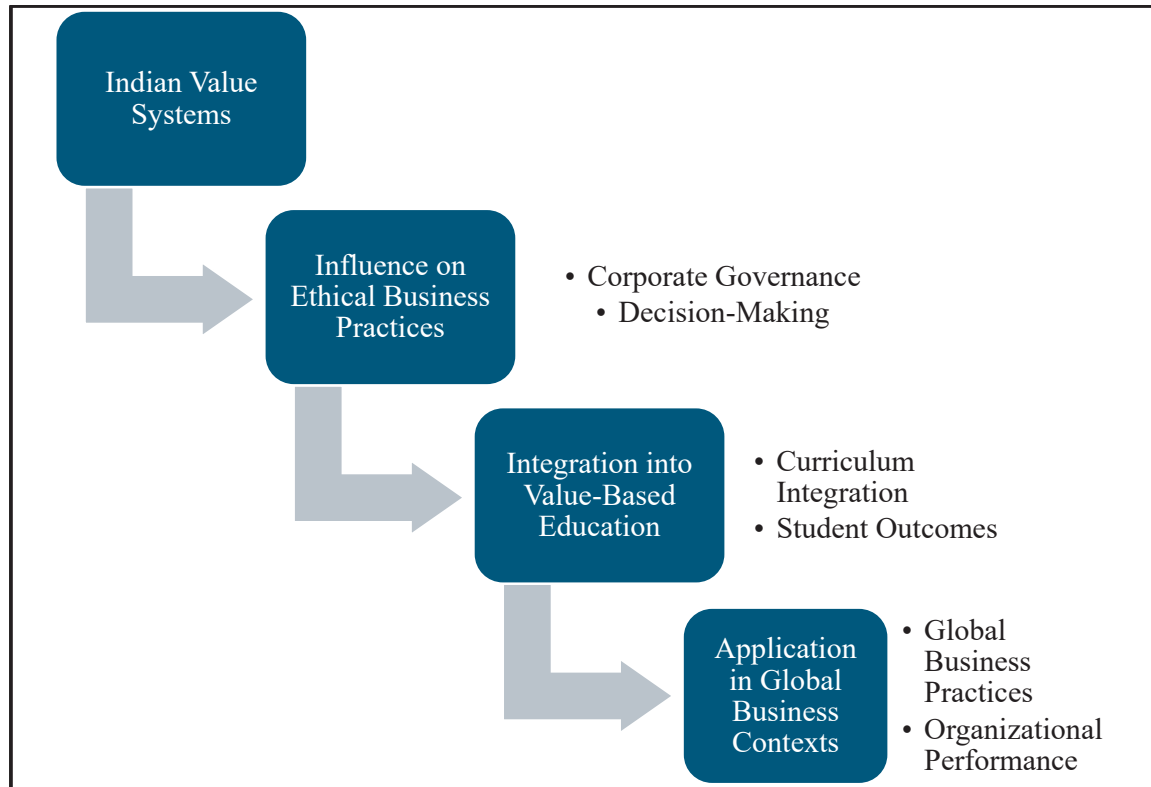 Indian Value
Systems
Influence on
Ethical Business
Practices
• Corporate Governance
• Decision-Making
Integration into
Value-Based
Education
• Curriculum
Integration
• Student Outcomes
Application
in Global
Business
Contexts
• Global
Business
Practices
• Organizational
Performance